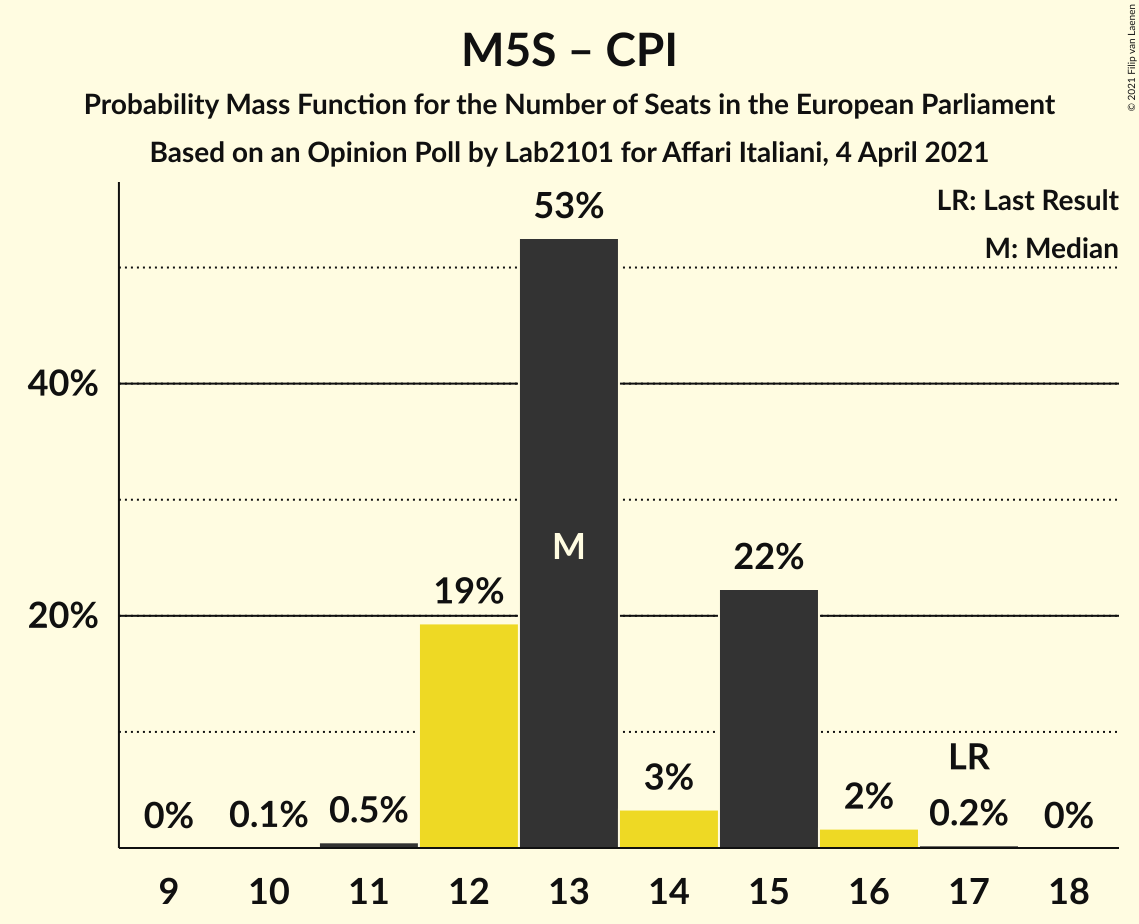 M5S – CPI
Probability Mass Function for the Number of Seats in the European Parliament
Based on an Opinion Poll by Lab2101 for Affari Italiani, 4 April 2021
© 2021 Filip van Laenen
LR: Last Result
M: Median
40%
20%
0%
0.1%
0.5%
19%
53%
M
3%
22%
2%
LR
0.2%
0%
9 10 11 12 13 14 15 16 17 18